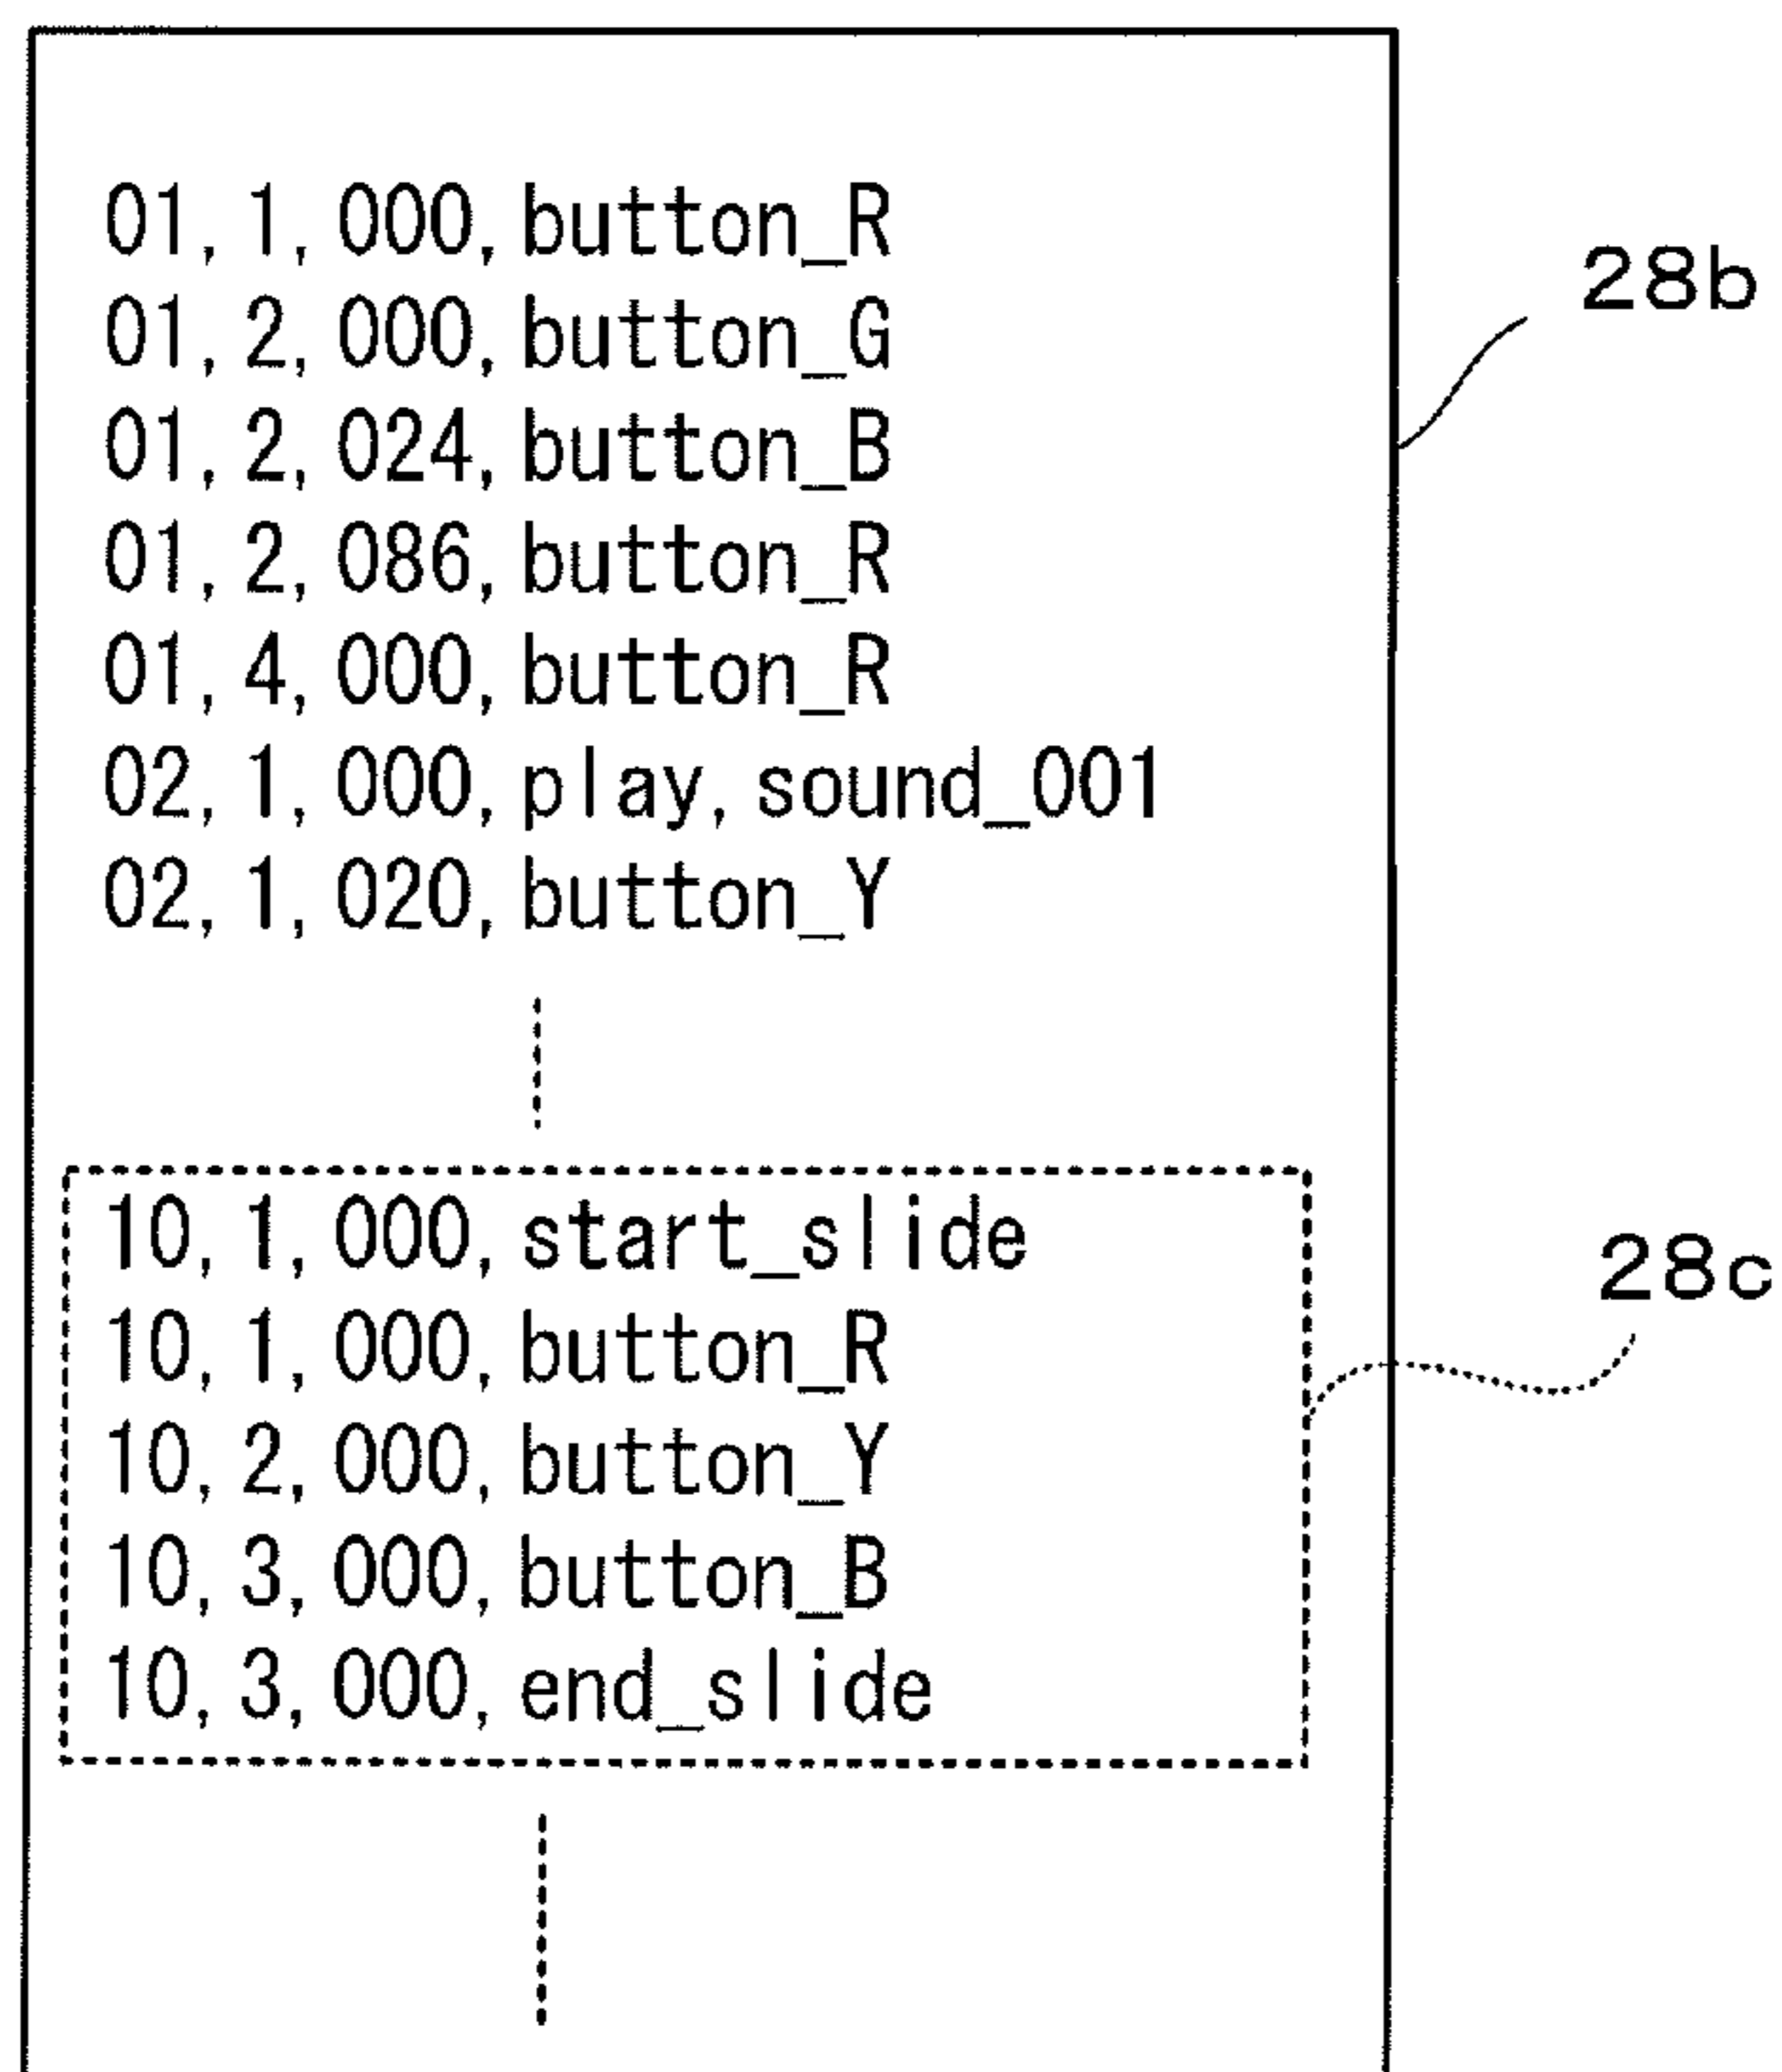 01,1,000,button_R
01,2,000,button_G
01,2,024,button_B
01,2,086,button_R
01,4,000,button_R
02,1,000,play,sound_001
02,1,020,button_Y
28b
10,1,000,start_slide
10,1,000,button_R
10,2,000,button_Y
10,3,000,button_B
10,3,000,end_slide
28c